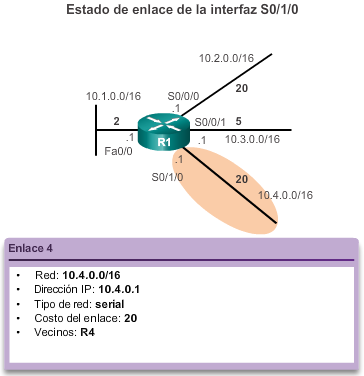 Estado de enlace de la interfaz S0/1/0
10.2.0.0/16
20
10.1.0.0/16
S0/0/0
.1
2
S0/0/1
5
.1
R1
.1
10.3.0.0/16
Fa0/0
.1
S0/1/0
20
10.4.0.0/16
Enlace 4
• Red: 10.4.0.0/16
• Dirección IP: 10.4.0.1
• Tipo de red: serial
• Costo del enlace: 20
• Vecinos: R4